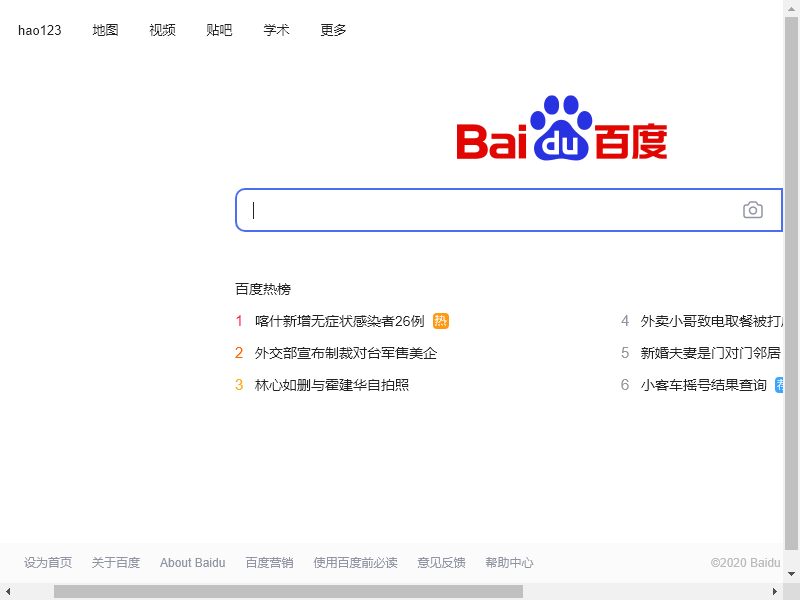 hao123 地图 视频 贴吧 学术 更多
Bai du 百度
百度热榜
1 喀什新增无症状感染者26例 热
4 外卖小哥致电取餐被打
2 外交部宣布制裁对台军售美企
5 新婚夫妻是门对门邻居
3 林心如删与霍建华自拍照
6 小客车摇号结果查询
设为首页 关于百度 About Baidu 百度营销 使用百度前必读 意见反馈 帮助中心 ©2020 Baidu